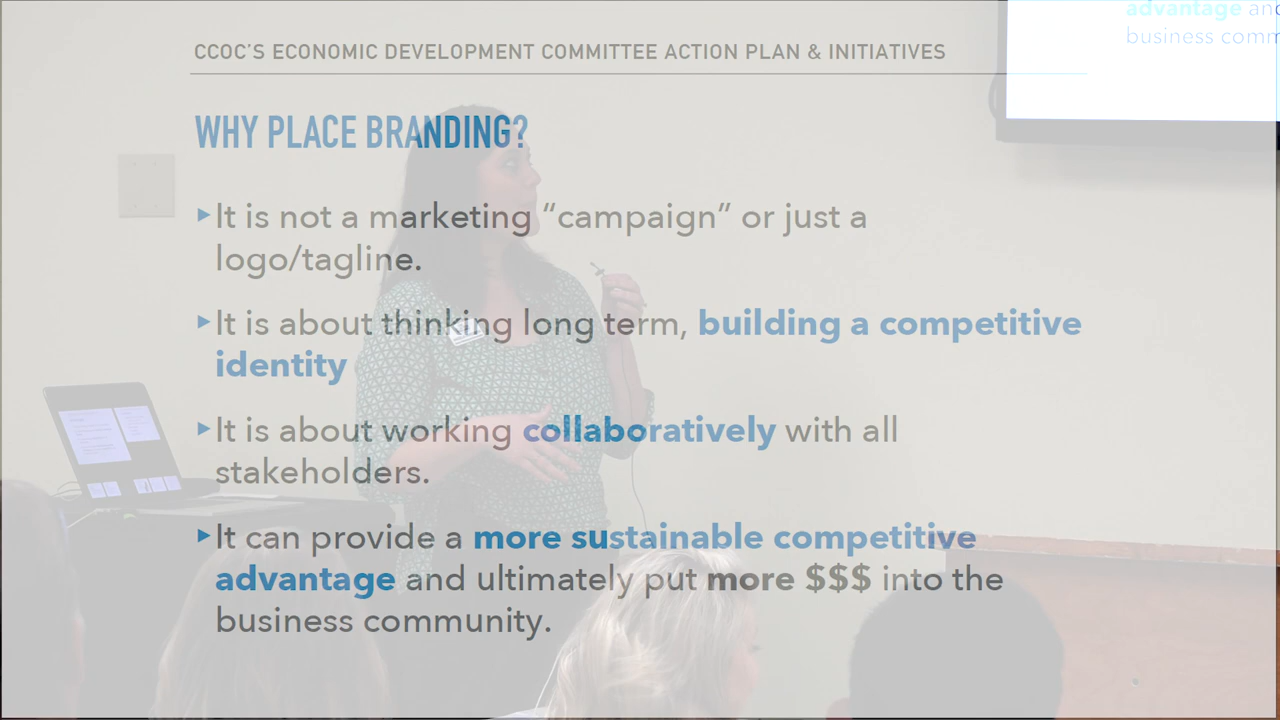 advantage and
business comm
CCOC'S ECONOMIC DEVELOPMENT COMMITTEE ACTION PLAN & INITIATIVES
WHY PLACE BRANDING?
▸It is not a marketing “campaign” or just a
logo/tagline.
▸It is about thinking long term, building a competitive
identity
▸It is about working collaboratively with all
stakeholders.
▸It can provide a more sustainable competitive
advantage and ultimately put more $$$ into the
business community.